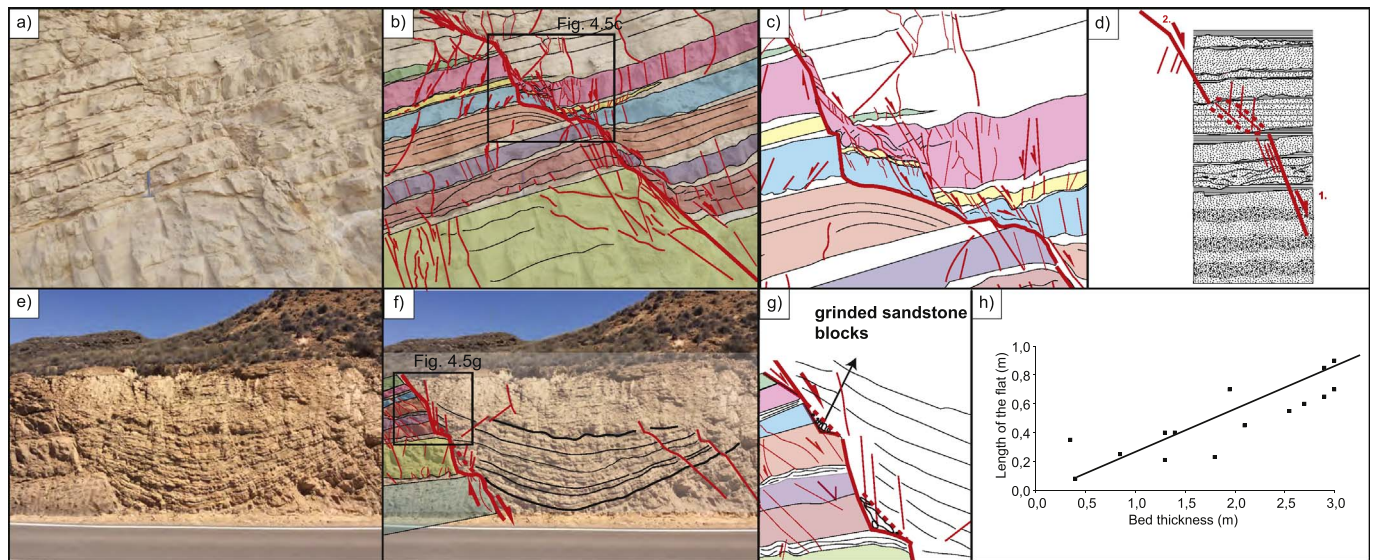 a)
b)
Fig. 4.5c
c)
d)
2.
1.
e)
f)
Fig. 4.5g
g)
grinded sandstone
blocks
h)
Length of the flat (m)
1,0
0,8
0,6
0,4
0,2
0,0
0,0
0,5
1,0
1,5
2,0
2,5
3,0
Bed thickness (m)